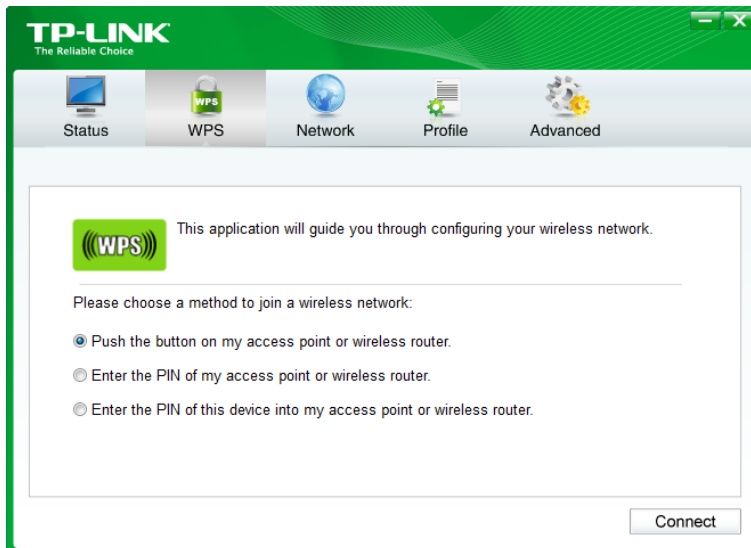 TP-LINK
The Reliable Choice
Status WPS Network Profile Advanced
WPS
WPS
This application will guide you through configuring your wireless network.
Please choose a method to join a wireless network:
Push the button on my access point or wireless router.
Enter the PIN of my access point or wireless router.
Enter the PIN of this device into my access point or wireless router.
Connect